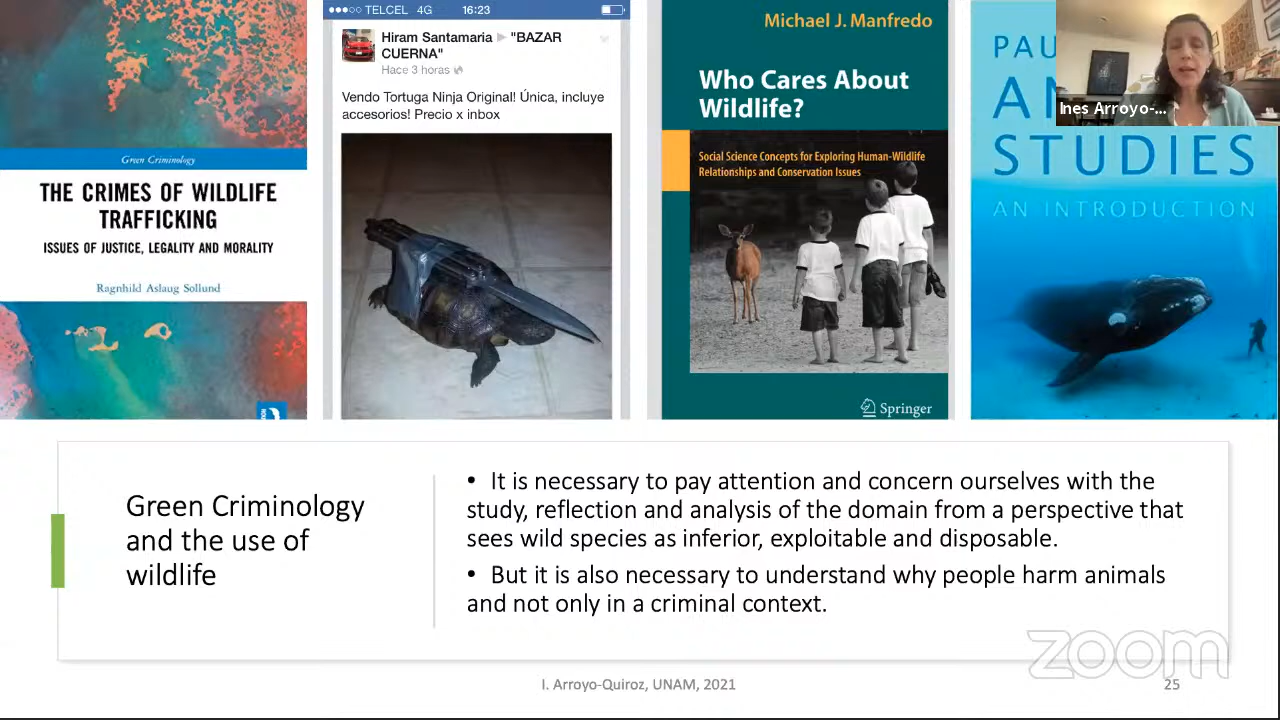 Green Criminology
THE CRIMES OF WILDLIFE
TRAFFICKING
ISSUES OF JUSTICE, LEGALITY AND MORALITY
Ragnhild Aslaug Sollund
TELCEL 4G 16:23
Hiram Santamaria ▶ "BAZAR
CUERNA"
Hace 3 horas
Vendo Tortuga Ninja Original! Única, incluye
accesorios! Precio x inbox
Michael J. Manfredo
Who Cares About
Wildlife?
Social Science Concepts for Exploring Human-Wildlife
Relationships and Conservation Issues
Springer
PAU
AN
STUDIES
AN INTRODUCTION
Ines Arroyo-...
Green Criminology
and the use of
wildlife
• It is necessary to pay attention and concern ourselves with the
study, reflection and analysis of the domain from a perspective that
sees wild species as inferior, exploitable and disposable.
• But it is also necessary to understand why people harm animals
and not only in a criminal context.
zoom
I. Arroyo-Quiroz, UNAM, 2021
25